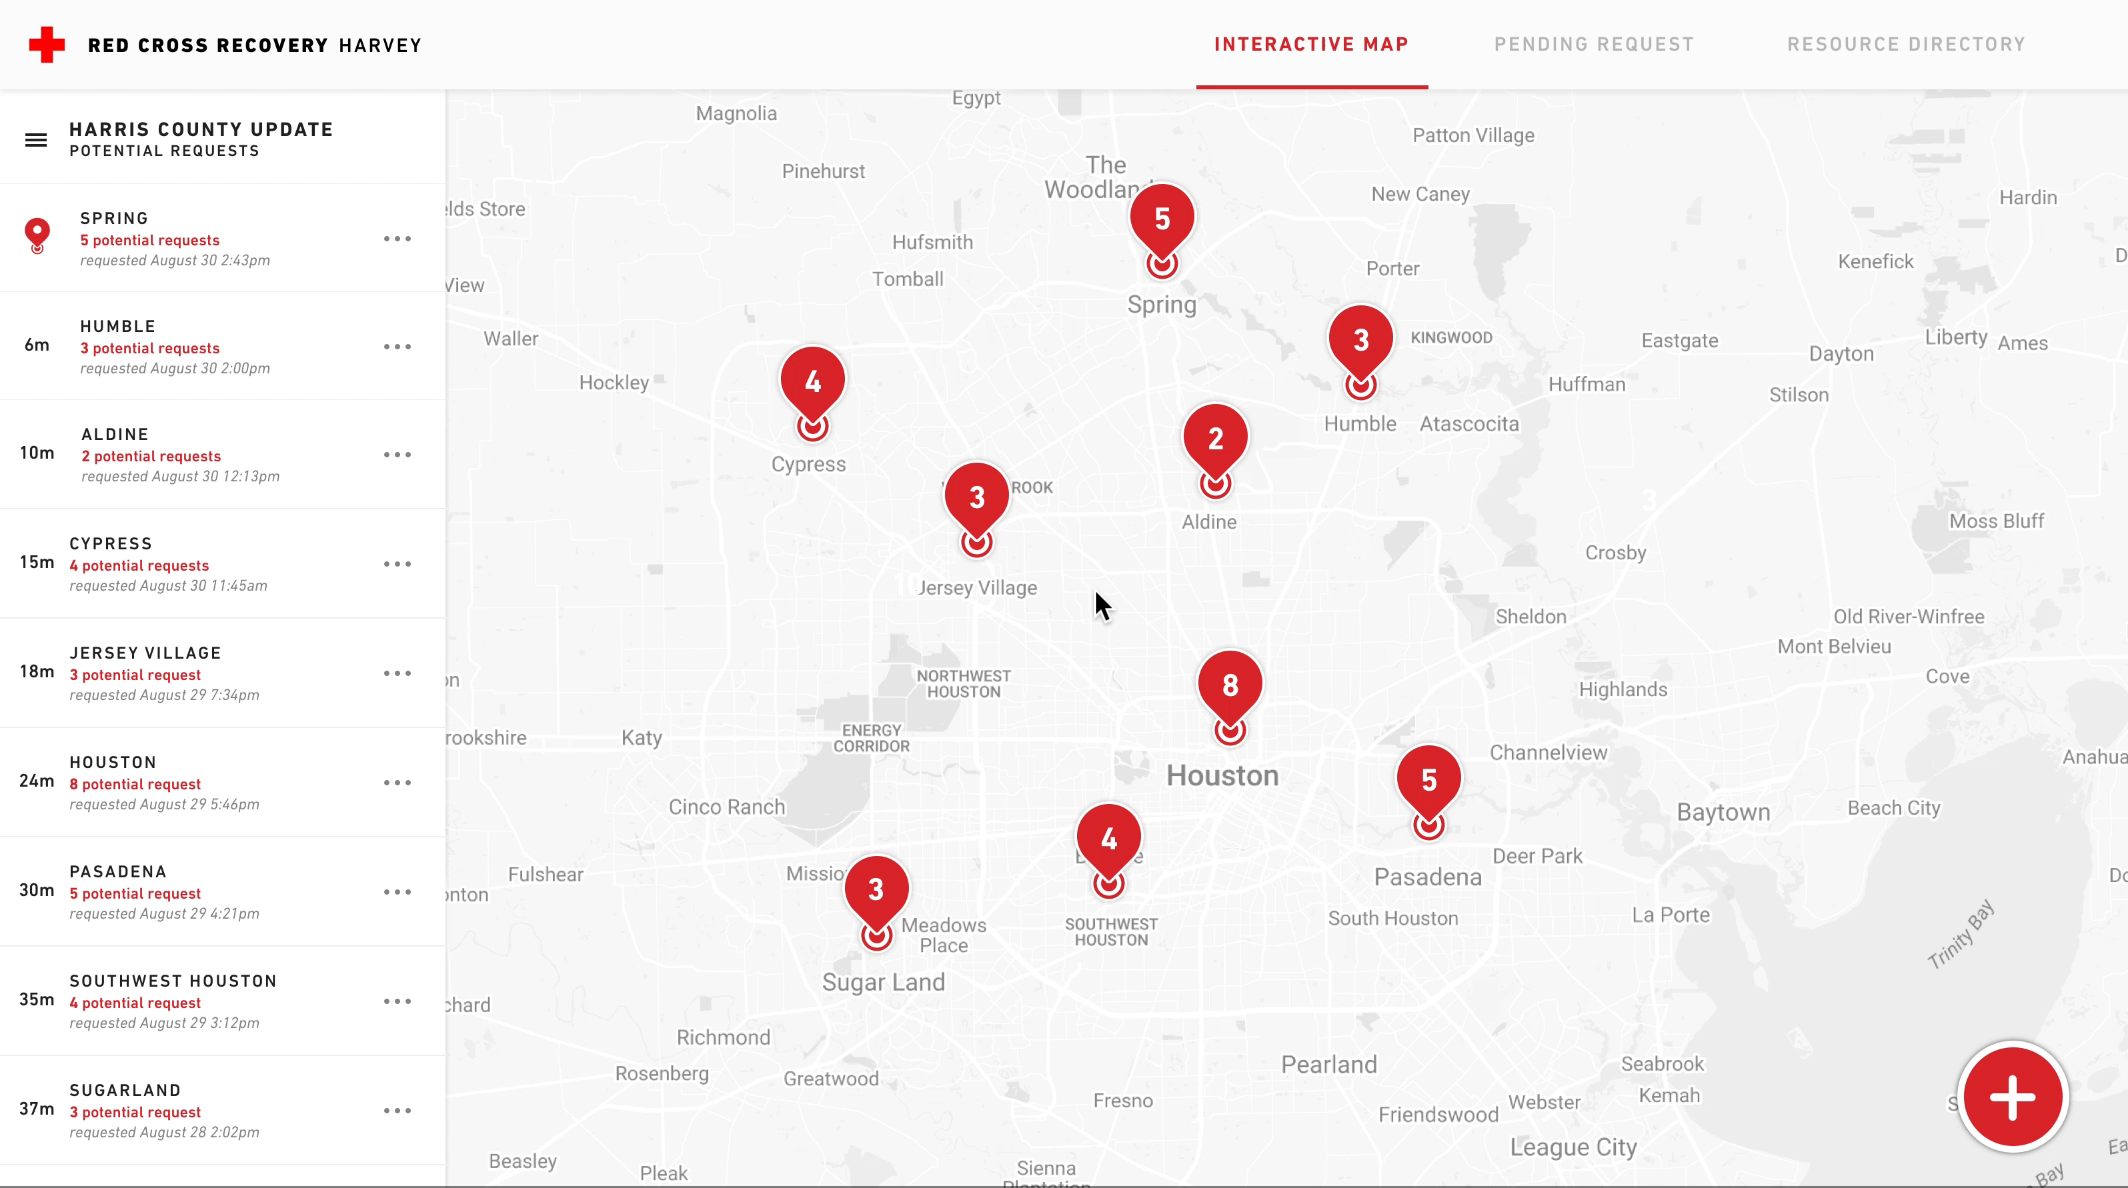 RED CROSS RECOVERY HARVEY
INTERACTIVE MAP
PENDING REQUEST
RESOURCE DIRECTORY
HARRIS COUNTY UPDATE
POTENTIAL REQUESTS
SPRING
5 potential requests
requested August 30 2:43pm
6m
HUMBLE
3 potential requests
requested August 30 2:00pm
10m
ALDINE
2 potential requests
requested August 30 12:13pm
15m
CYPRESS
4 potential requests
requested August 30 11:45am
18m
JERSEY VILLAGE
3 potential request
requested August 29 7:34pm
24m
HOUSTON
8 potential request
requested August 29 5:46pm
30m
PASADENA
5 potential request
requested August 29 4:21pm
35m
SOUTHWEST HOUSTON
4 potential request
requested August 29 3:12pm
37m
SUGARLAND
3 potential request
requested August 28 2:02pm
Egypt
Magnolia
Patton Village
The
Pinehurst
New Caney
Hardin
elds Store
5
Hufsmith
Kenefick
Porter
Tomball
View
Spring
Waller
3
KINGWOOD
Eastgate
Liberty
Ames
Dayton
4
Hockley
Huffman
Stilson
Humble
Atascocita
2
Cypress
3
ROOK
3
Aldine
Moss Bluff
Crosby
Jersey Village
Sheldon
Old River-Winfree
Mont Belvieu
NORTHWEST
HOUSTON
Cove
8
Highlands
ENERGY
CORRIDOR
rookshire
Katy
Channelview
Anahua
Houston
5
Cinco Ranch
Baytown
Beach City
4
Deer Park
Missio
Fulshear
Pasadena
3
onton
La Porte
South Houston
SOUTHWEST
HOUSTON
Meadows
Place
Trinity Bay
Sugar Land
chard
Richmond
Pearland
Seabrook
Rosenberg
Greatwood
Kemah
Fresno
Webster
Friendswood
League City
Beasley
Pleak
Sienna
Plantation
Bay